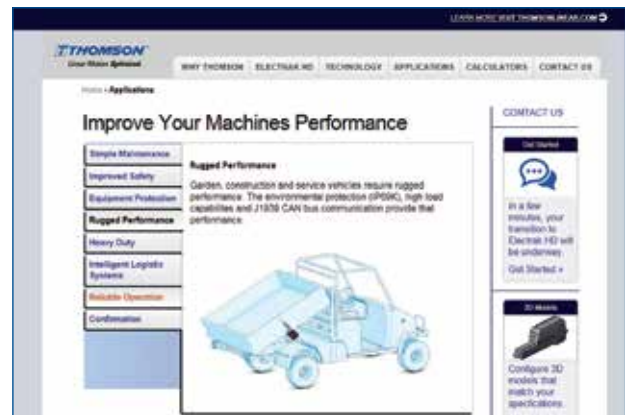 LEARN MORE VISIT THOMSONLINEAR.COM
THOMSON
Linear Motion. Optimized.
WHY THOMSON ELECTRAK HD TECHNOLOGY APPLICATIONS CALCULATORS CONTACT US
Home › Applications
Improve Your Machines Performance
Simple Maintenance
Improved Safety
Equipment Protection
Rugged Performance
Heavy Duty
Intelligent Logistic
Systems
Reliable Operation
Confirmation
Rugged Performance
Garden, construction and service vehicles require rugged
performance. The environmental protection (IP69K), high load
capabilities and J1939 CAN bus communication provide that
performance.
CONTACT US
Get Started
In a few
minutes, your
transition to
Electrak HD will
be underway.
Get Started »
3D Models
Configure 3D
models that
match your
specifications.